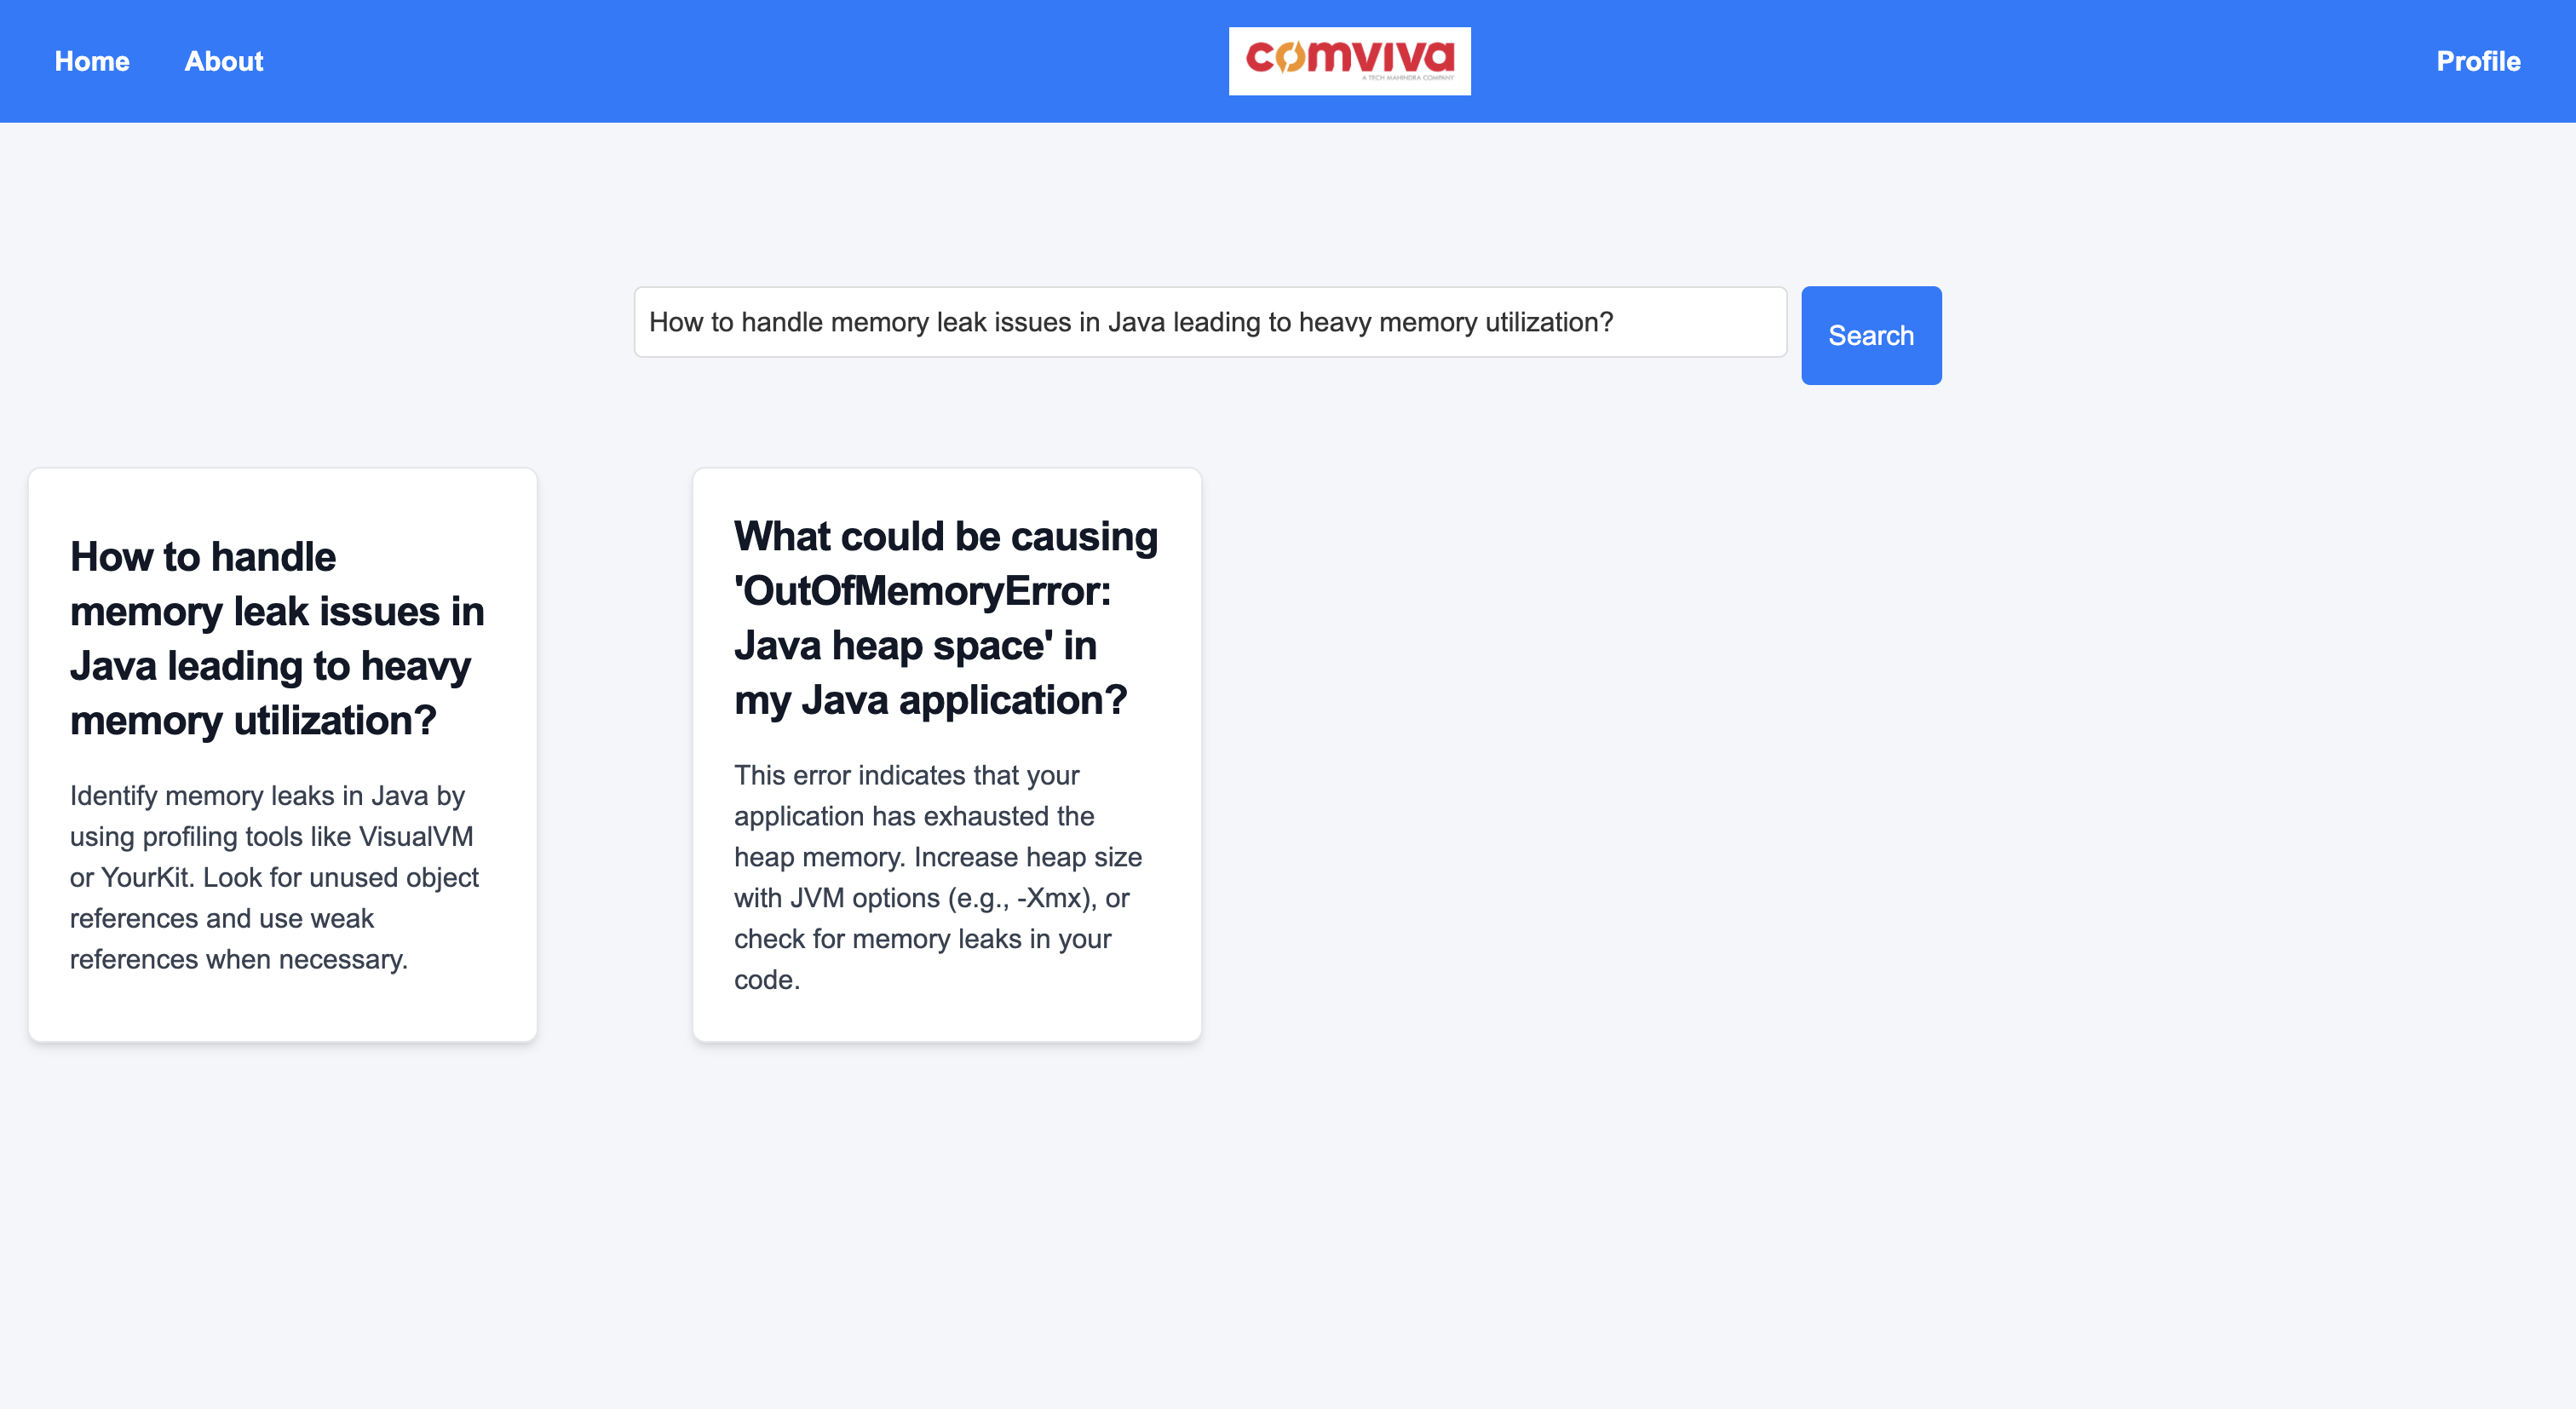 Home
About
comviva
A TECH MAHINDRA COMPANY
Profile
How to handle memory leak issues in Java leading to heavy memory utilization?
Search
How to handle
memory leak issues in
Java leading to heavy
memory utilization?
Identify memory leaks in Java by
using profiling tools like VisualVM
or YourKit. Look for unused object
references and use weak
references when necessary.
What could be causing
'OutOfMemoryError:
Java heap space' in
my Java application?
This error indicates that your
application has exhausted the
heap memory. Increase heap size
with JVM options (e.g., -Xmx), or
check for memory leaks in your
code.